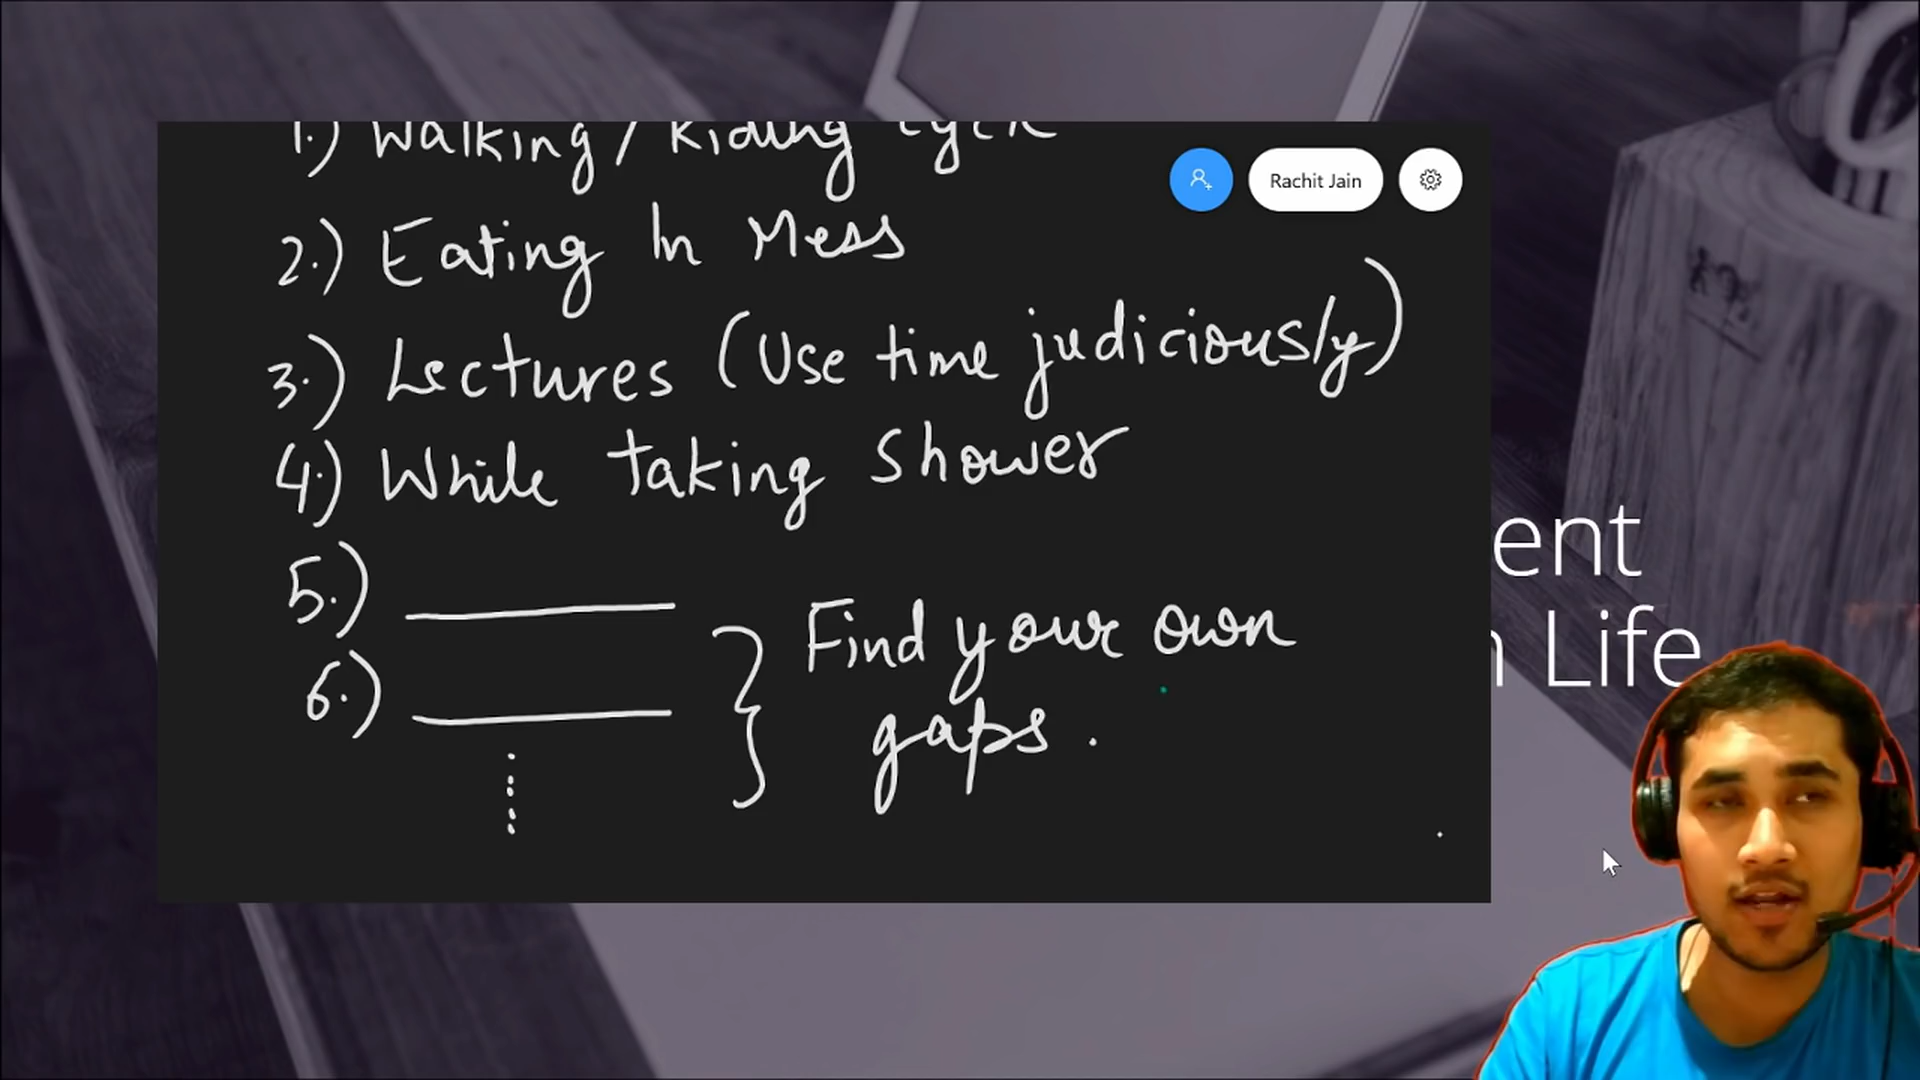 1.) Walking / Riding cycle
Rachit Jain
2.) Eating In Mess
3.) Lectures (Use time judiciously)
4.) While taking shower
ent
5.)
Find your own
Life
6.)
gaps.